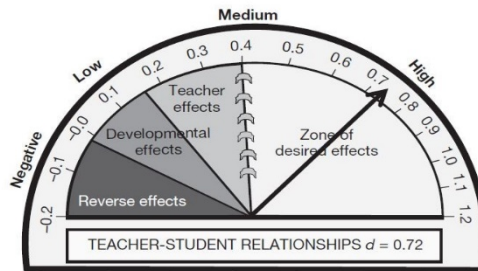 Medium
Low
High
Negative
-0.2
-0.1
-0.0
0.1
0.2
0.3
0.4
0.5
0.6
0.7
0.8
0.9
1.0
1.1
1.2
Teacher
effects
Developmental
effects
Reverse effects
Zone of
desired effects
TEACHER-STUDENT RELATIONSHIPS d = 0.72